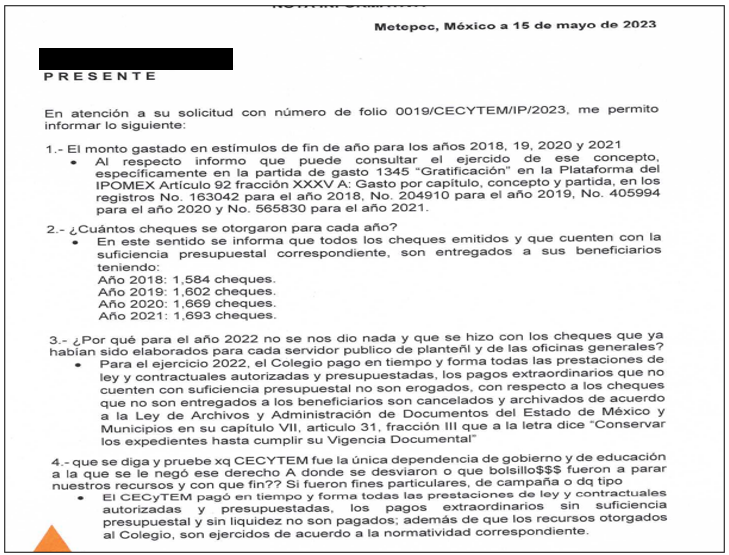 NOTA INFORMATIVA
Metepec, México a 15 de mayo de 2023
P R E S E N T E
En atención a su solicitud con número de folio 0019/CECYTEM/IP/2023, me permito
informar lo siguiente:
1.- El monto gastado en estímulos de fin de año para los años 2018, 19, 2020 y 2021
• Al respecto informo que puede consultar el ejercido de ese concepto,
específicamente en la partida de gasto 1345 “Gratificación” en la Plataforma del
IPOMEX Artículo 92 fracción XXXV A: Gasto por capítulo, concepto y partida, en los
registros No. 163042 para el año 2018, No. 204910 para el año 2019, No. 405994
para el año 2020 y No. 565830 para el año 2021.
2.- ¿Cuántos cheques se otorgaron para cada año?
• En este sentido se informa que todos los cheques emitidos y que cuenten con la
suficiencia presupuestal correspondiente, son entregados a sus beneficiarios
teniendo:
Año 2018: 1,584 cheques.
Año 2019: 1,602 cheques.
Año 2020: 1,669 cheques.
Año 2021: 1,693 cheques.
3.- ¿Por qué para el año 2022 no se nos dio nada y que se hizo con los cheques que ya
habían sido elaborados para cada servidor publico de planteñl y de las oficinas generales?
• Para el ejercicio 2022, el Colegio pago en tiempo y forma todas las prestaciones de
ley y contractuales autorizadas y presupuestadas, los pagos extraordinarios que no
cuenten con suficiencia presupuestal no son erogados, con respecto a los cheques
que no son entregados a los beneficiarios son cancelados y archivados de acuerdo
a la Ley de Archivos y Administración de Documentos del Estado de México y
Municipios en su capítulo VII, articulo 31, fracción III que a la letra dice “Conservar
los expedientes hasta cumplir su Vigencia Documental”
4.- que se diga y pruebe xq CECYTEM fue la única dependencia de gobierno y de educación
a la que se le negó ese derecho A donde se desviaron o que bolsillo$$$ fueron a parar
nuestros recursos y con que fin?? Si fueron fines particulares, de campaña o dq tipo
• El CECyTEM pagó en tiempo y forma todas las prestaciones de ley y contractuales
autorizadas y presupuestadas, los pagos extraordinarios sin suficiencia
presupuestal y sin liquidez no son pagados; además de que los recursos otorgados
al Colegio, son ejercidos de acuerdo a la normatividad correspondiente.